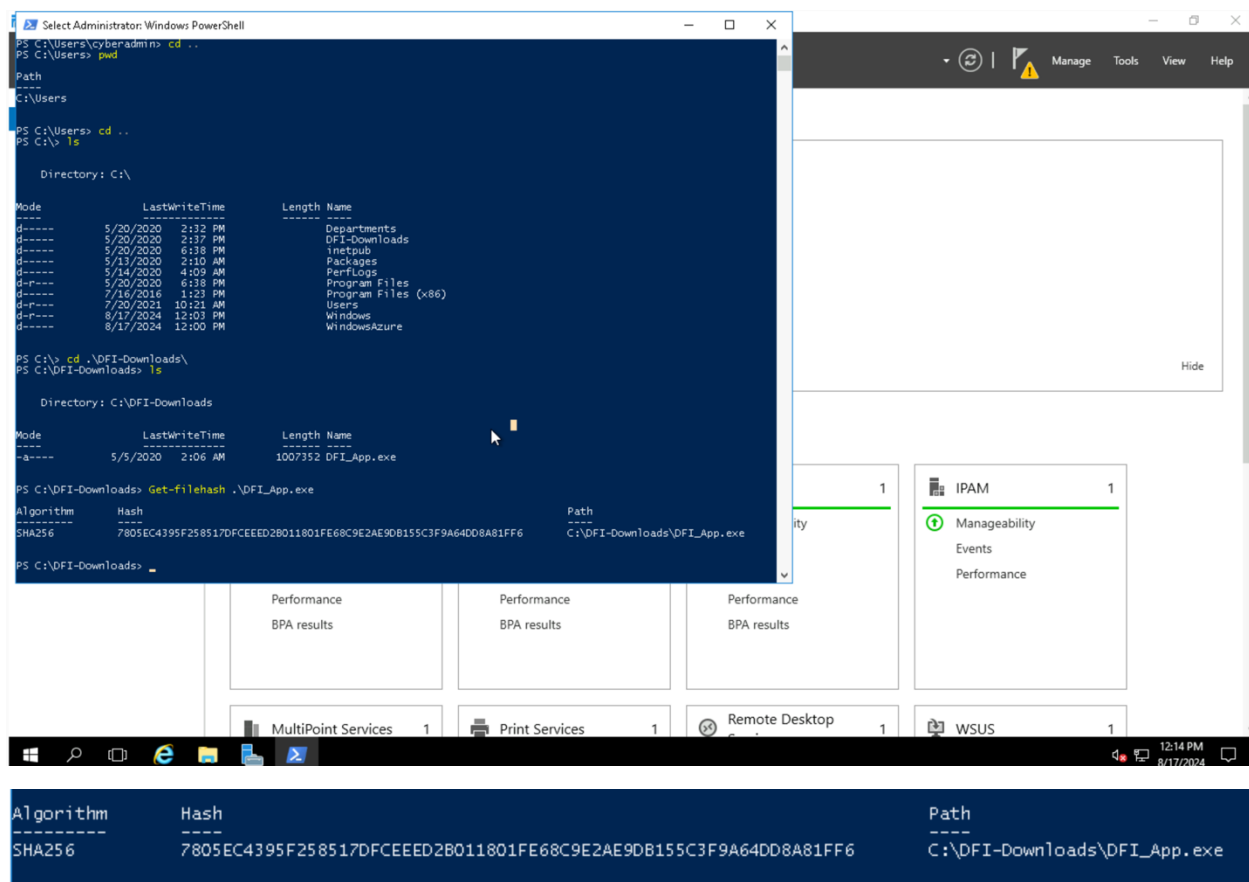 Select Administrator: Windows PowerShell
PS C:\Users\cyberadmin> cd ..
PS C:\Users> pwd
Path
----
C:\Users
PS C:\Users> cd ..
PS C:\> ls
Directory: C:\
Mode LastWriteTime Length Name
---- ------------- ------ ----
d----- 5/20/2020 2:32 PM Departments
d----- 5/20/2020 2:37 PM DFI-Downloads
d----- 5/20/2020 6:38 PM inetpub
d----- 5/13/2020 2:10 AM Packages
d----- 5/14/2020 4:09 AM PerfLogs
d-r--- 5/20/2020 6:38 PM Program Files
d----- 7/16/2016 1:23 PM Program Files (x86)
d-r--- 7/20/2021 10:21 AM Users
d-r--- 8/17/2024 12:03 PM Windows
d----- 8/17/2024 12:00 PM WindowsAzure
PS C:\> cd .\DFI-Downloads\
PS C:\DFI-Downloads> ls
Directory: C:\DFI-Downloads
Mode LastWriteTime Length Name
---- ------------- ------ ----
-a---- 5/5/2020 2:06 AM 1007352 DFI_App.exe
PS C:\DFI-Downloads> Get-filehash .\DFI_App.exe
Algorithm Hash Path
--------- ---- ----
SHA256 7805EC4395F258517DFCEEED2B011801FE68C9E2AE9DB155C3F9A64DD8A81FF6 C:\DFI-Downloads\DFI_App.exe
PS C:\DFI-Downloads> _
Manage Tools View Help
Hide
1
ity
IPAM 1
Manageability
Events
Performance
Performance
BPA results
Performance
BPA results
Performance
BPA results
MultiPoint Services 1
Print Services 1
Remote Desktop
1
WSUS 1
12:14 PM
8/17/2024
Algorithm Hash Path
--------- ---- ----
SHA256 7805EC4395F258517DFCEEED2B011801FE68C9E2AE9DB155C3F9A64DD8A81FF6 C:\DFI-Downloads\DFI_App.exe